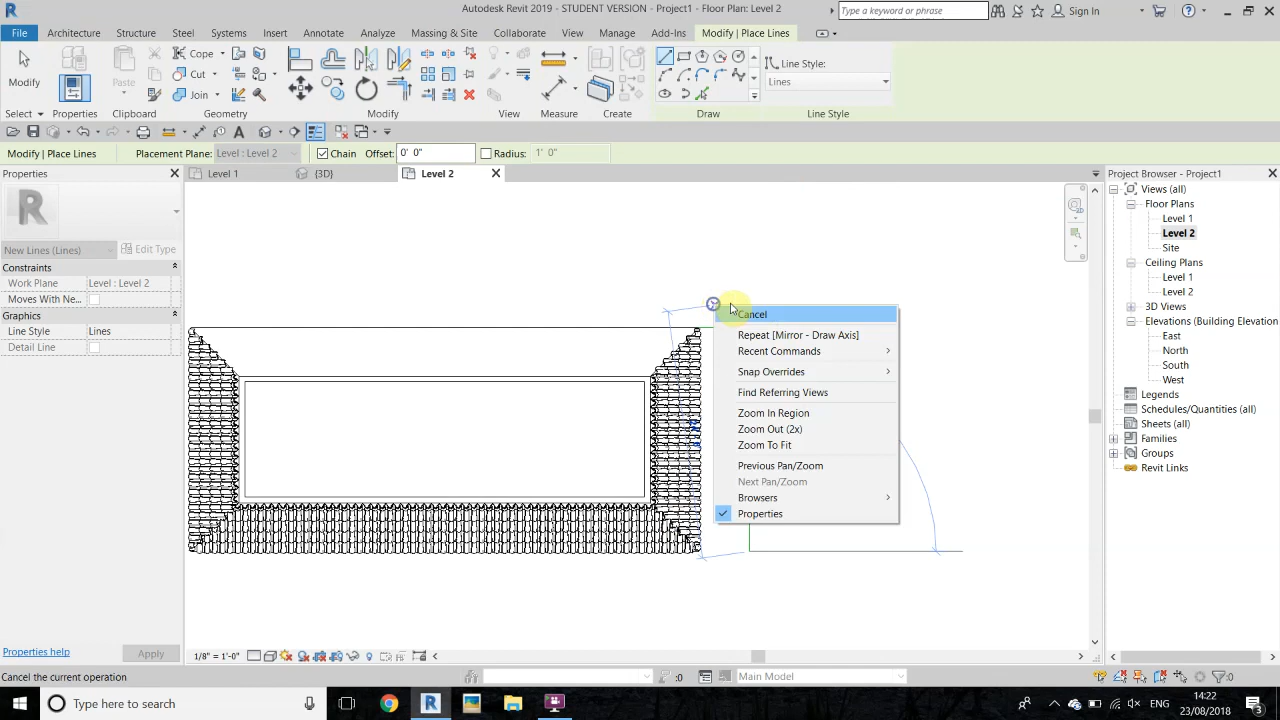 Autodesk Revit 2019 - STUDENT VERSION - Project1 - Floor Plan: Level 2
Type a keyword or phrase
Sign In
File Architecture Structure Steel Systems Insert Annotate Analyze Massing & Site Collaborate View Manage Add-Ins Modify | Place Lines
Modify
Paste
Cope
Cut
Join
Line Style:
Lines
Select Properties Clipboard Geometry Modify View Measure Create Draw Line Style
Modify | Place Lines Placement Plane: Level : Level 2 Chain Offset: 0' 0" Radius: 1' 0"
Properties
Level 1 {3D} Level 2
Project Browser - Project1
New Lines (Lines) Edit Type
Constraints
Work Plane Level : Level 2
Moves With Ne...
Graphics
Line Style Lines
Detail Line
Properties help Apply
Cancel
Repeat [Mirror - Draw Axis]
Recent Commands
Snap Overrides
Find Referring Views
Zoom In Region
Zoom Out (2x)
Zoom To Fit
Previous Pan/Zoom
Next Pan/Zoom
Browsers
Properties
Views (all)
Floor Plans
Level 1
Level 2
Site
Ceiling Plans
Level 1
Level 2
3D Views
Elevations (Building Elevation
East
North
South
West
Legends
Schedules/Quantities (all)
Sheets (all)
Families
Groups
Revit Links
1/8" = 1'-0"
Cancel the current operation
:0
Main Model
:0
Type here to search
ENG
14:22
23/08/2018
3